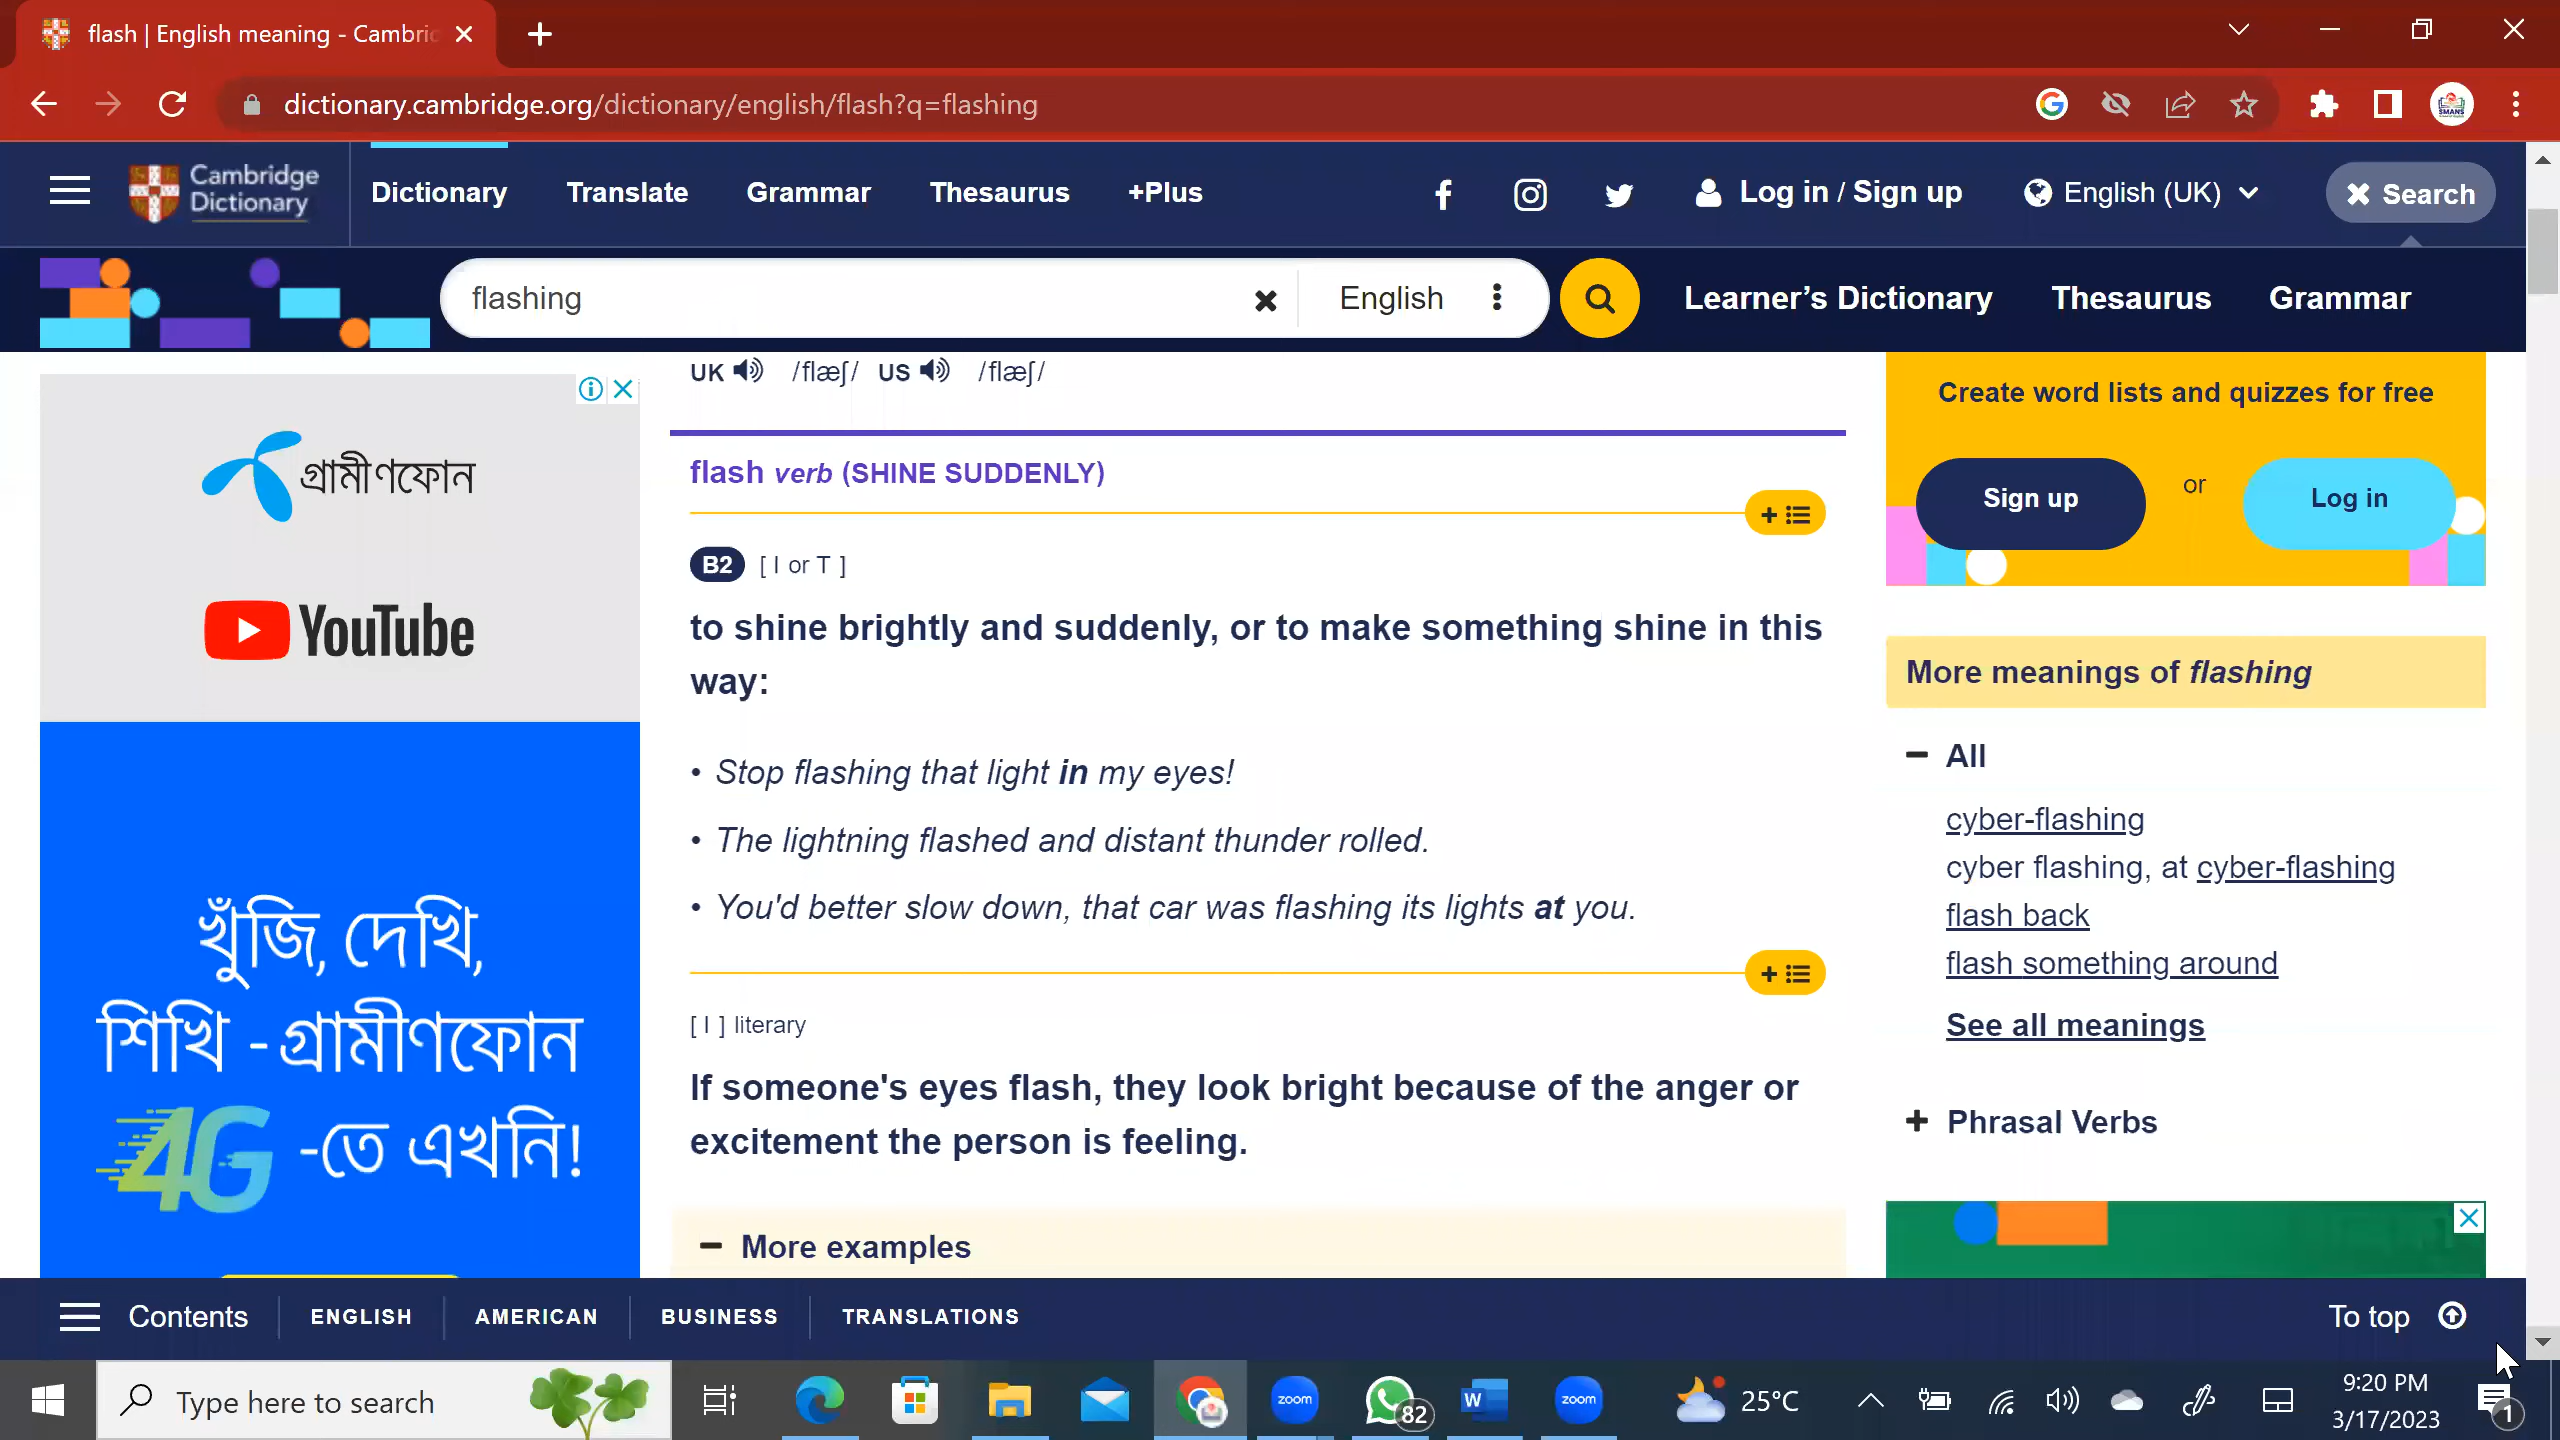 flash | English meaning - Cambric
dictionary.cambridge.org/dictionary/english/flash?q=flashing
Cambridge
Dictionary
Dictionary
Translate
Grammar
Thesaurus
+Plus
Log in / Sign up
English (UK)
Search
flashing
English
Learner's Dictionary
Thesaurus
Grammar
UK /flæʃ/ US /flæʃ/
flash verb (SHINE SUDDENLY)
B2 [ I or T ]
to shine brightly and suddenly, or to make something shine in this
way:
• Stop flashing that light in my eyes!
• The lightning flashed and distant thunder rolled.
• You'd better slow down, that car was flashing its lights at you.
[ I ] literary
If someone's eyes flash, they look bright because of the anger or
excitement the person is feeling.
More examples
গ্রামীণফোন
YouTube
খুঁজি, দেখি,
শিখি - গ্রামীণফোন
4G -তে এখনি!
Create word lists and quizzes for free
Sign up
or
Log in
More meanings of flashing
All
cyber-flashing
cyber flashing, at cyber-flashing
flash back
flash something around
See all meanings
Phrasal Verbs
Contents
ENGLISH
AMERICAN
BUSINESS
TRANSLATIONS
To top
Type here to search
zoom
82
W
zoom
25°C
9:20 PM
3/17/2023
1